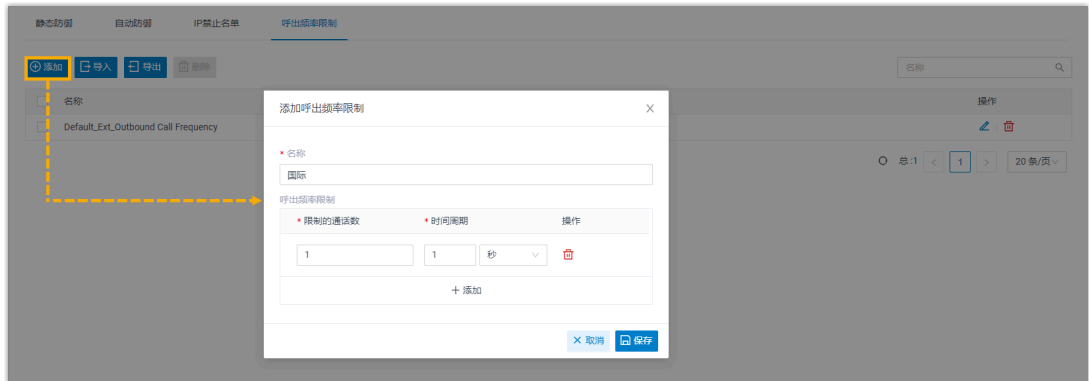 静态防御 自动防御 IP禁止名单 呼出频率限制
添加 导入 导出 删除 名称
名称 操作
Default_Ext_Outbound Call Frequency
总:1 < 1 > 20 条/页
添加呼出频率限制
* 名称
国际
呼出频率限制
* 限制的通话数 * 时间周期 操作
1 1 秒
+ 添加
× 取消 保存